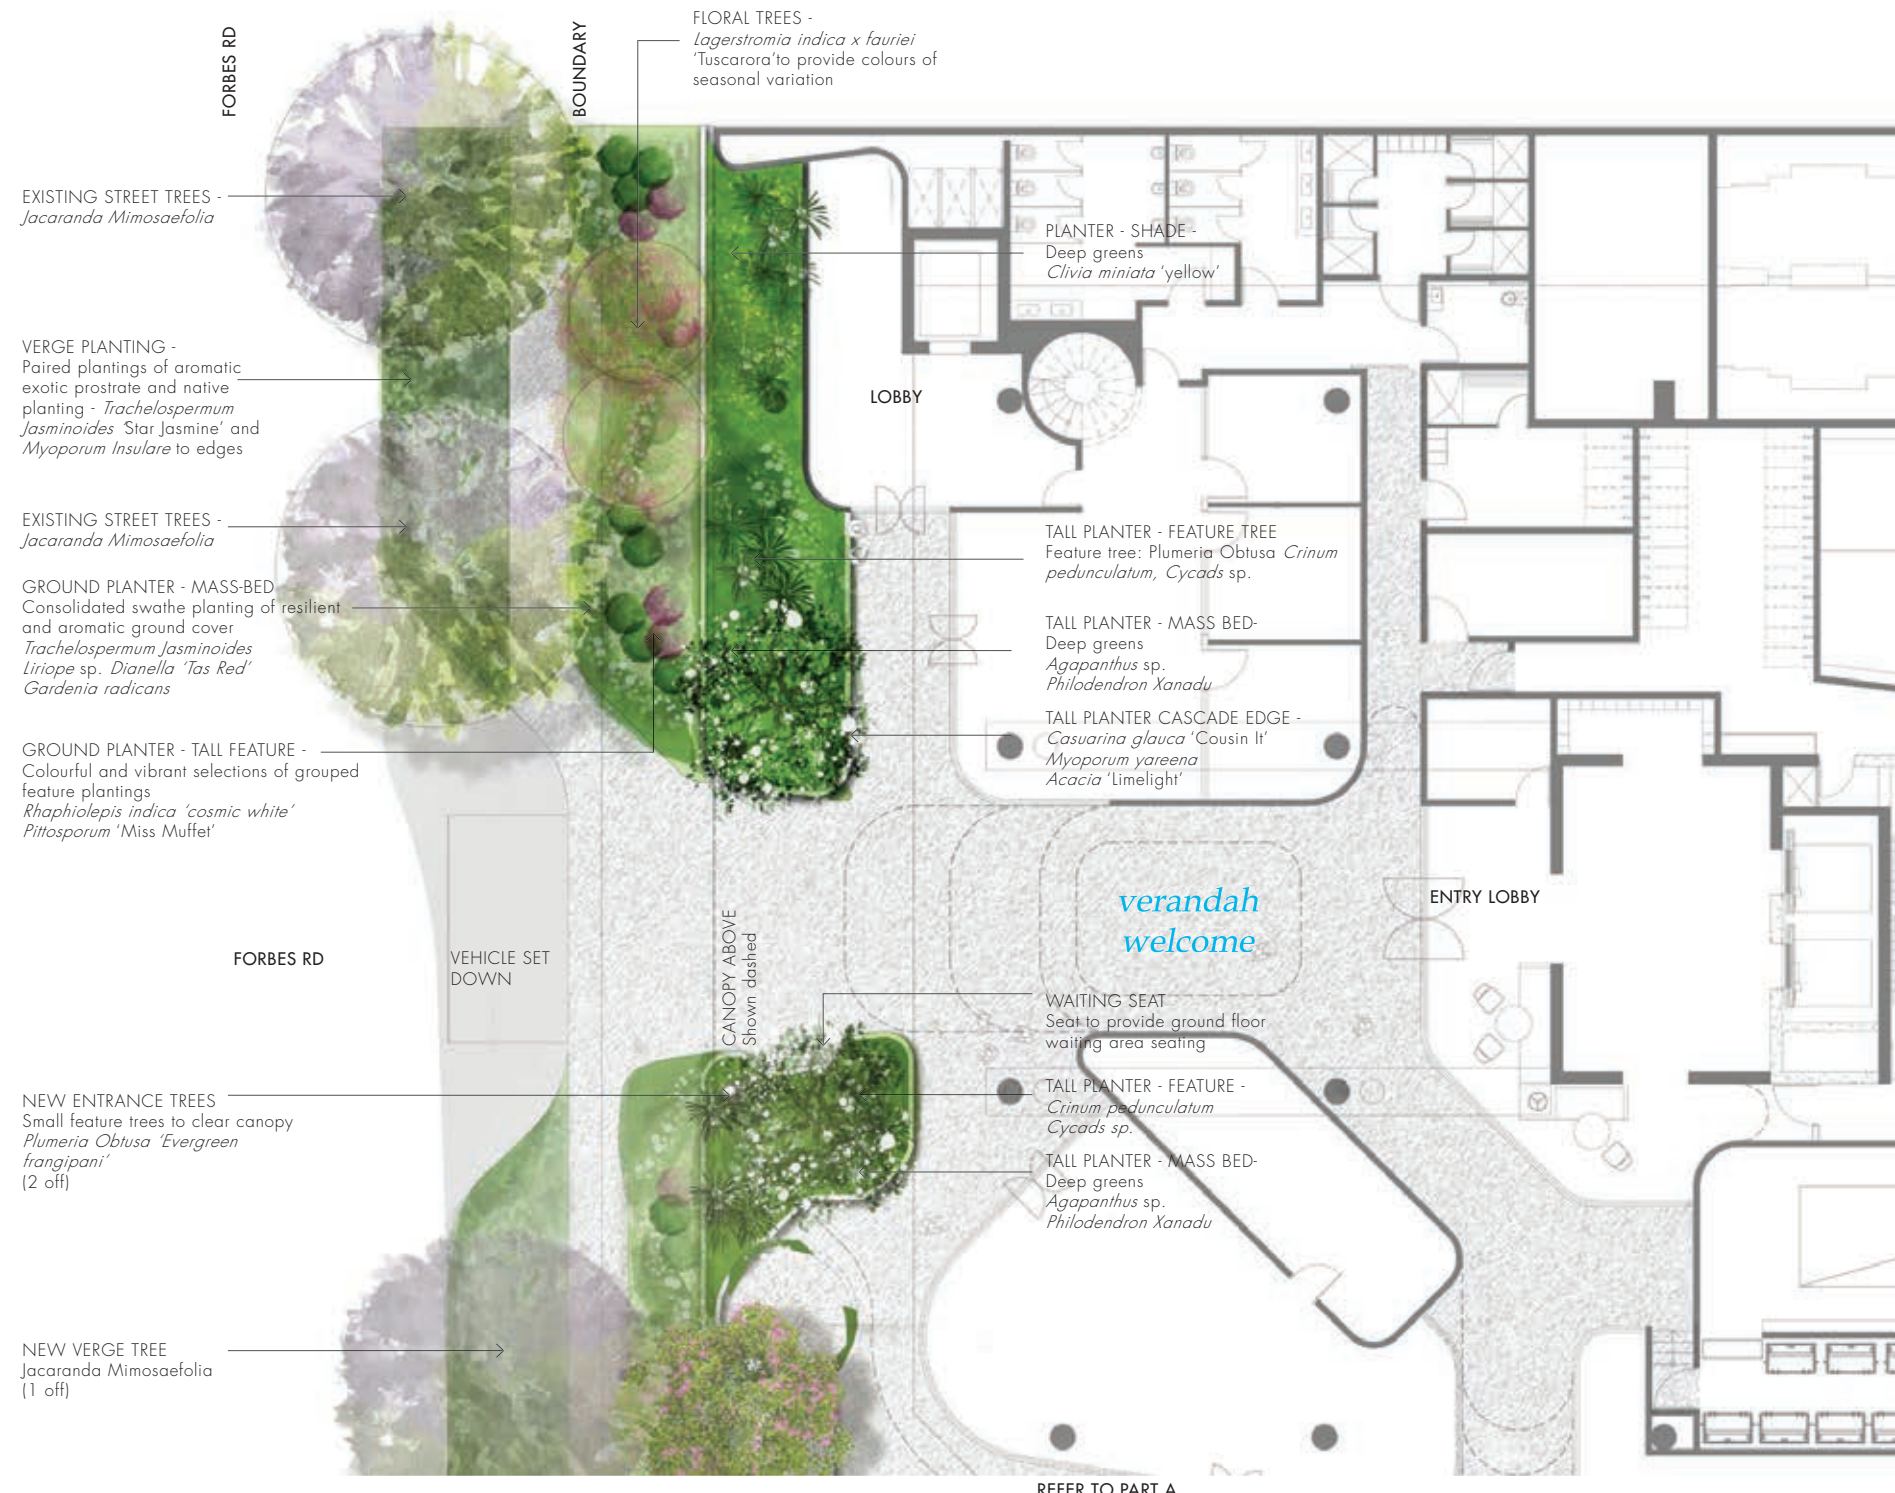 FORBES RD
BOUNDARY
FLORAL TREES -
Lagerstromia indica x fauriei
'Tuscarora'to provide colours of
seasonal variation
EXISTING STREET TREES -
Jacaranda Mimosaefolia
VERGE PLANTING -
Paired plantings of aromatic
exotic prostrate and native
planting - Trachelospermum
Jasminoides 'Star Jasmine' and
Myoporum Insulare to edges
EXISTING STREET TREES -
Jacaranda Mimosaefolia
GROUND PLANTER - MASS-BED
Consolidated swathe planting of resilient
and aromatic ground cover
Trachelospermum Jasminoides
Liriope sp. Dianella 'Tas Red'
Gardenia radicans
GROUND PLANTER - TALL FEATURE -
Colourful and vibrant selections of grouped
feature plantings
Rhaphiolepis indica 'cosmic white'
Pittosporum 'Miss Muffet'
FORBES RD
VEHICLE SET
DOWN
CANOPY ABOVE
Shown dashed
NEW ENTRANCE TREES
Small feature trees to clear canopy
Plumeria Obtusa 'Evergreen
frangipani'
(2 off)
NEW VERGE TREE
Jacaranda Mimosaefolia
(1 off)
PLANTER - SHADE -
Deep greens
Clivia miniata 'yellow'
LOBBY
TALL PLANTER - FEATURE TREE
Feature tree: Plumeria Obtusa Crinum
pedunculatum, Cycads sp.
TALL PLANTER - MASS BED-
Deep greens
Agapanthus sp.
Philodendron Xanadu
TALL PLANTER CASCADE EDGE -
Casuarina glauca 'Cousin It'
Myoporum yareena
Acacia 'Limelight'
verandah
welcome
ENTRY LOBBY
WAITING SEAT
Seat to provide ground floor
waiting area seating
TALL PLANTER - FEATURE -
Crinum pedunculatum
Cycads sp.
TALL PLANTER - MASS BED-
Deep greens
Agapanthus sp.
Philodendron Xanadu
REFER TO PART A